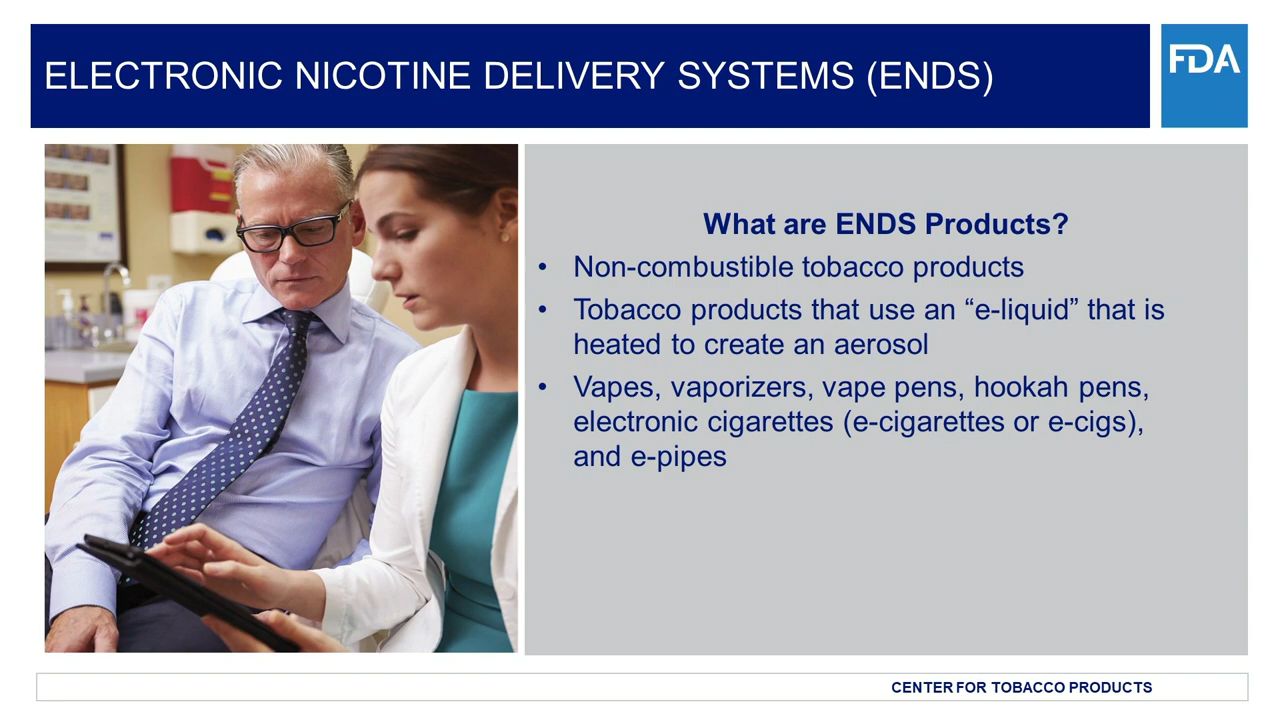 ELECTRONIC NICOTINE DELIVERY SYSTEMS (ENDS)
FDA
What are ENDS Products?
• Non-combustible tobacco products
• Tobacco products that use an “e-liquid” that is
heated to create an aerosol
• Vapes, vaporizers, vape pens, hookah pens,
electronic cigarettes (e-cigarettes or e-cigs),
and e-pipes
CENTER FOR TOBACCO PRODUCTS